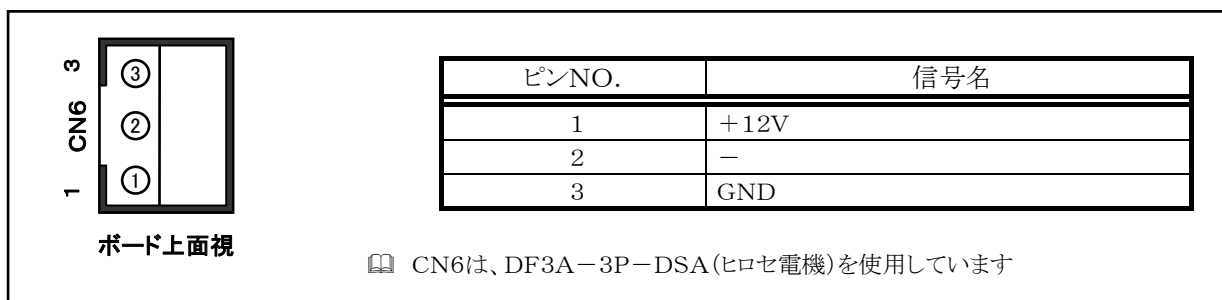 3
CN6
1
③
②
①
ボード上面視
ピンNO. 信号名
1 +12V
2 −
3 GND
CN6は、DF3A−3P−DSA(ヒロセ電機)を使用しています